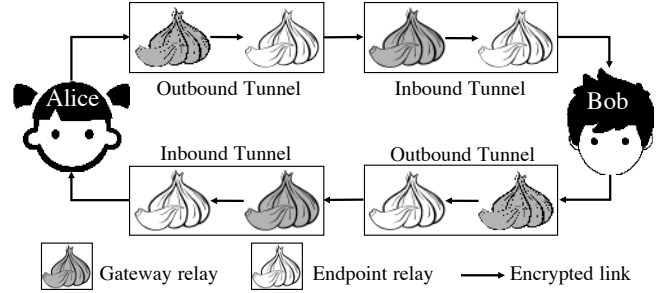 Outbound Tunnel
Inbound Tunnel
Alice
Bob
Inbound Tunnel
Outbound Tunnel
Gateway relay
Endpoint relay
Encrypted link